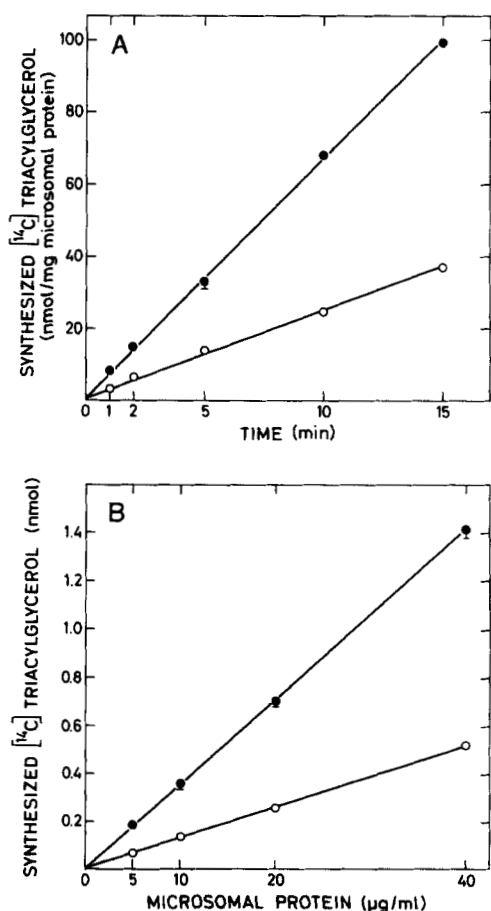 A
SYNTHESIZED [¹⁴C] TRIACYLGLYCEROL
(nmol/mg microsomal protein)
100
80
60
40
20
0 1 2 5 10 15
TIME (min)
B
SYNTHESIZED [¹⁴C] TRIACYLGLYCEROL (nmol)
1.4
1.2
1.0
0.8
0.6
0.4
0.2
0 5 10 20 40
MICROSOMAL PROTEIN (µg/ml)